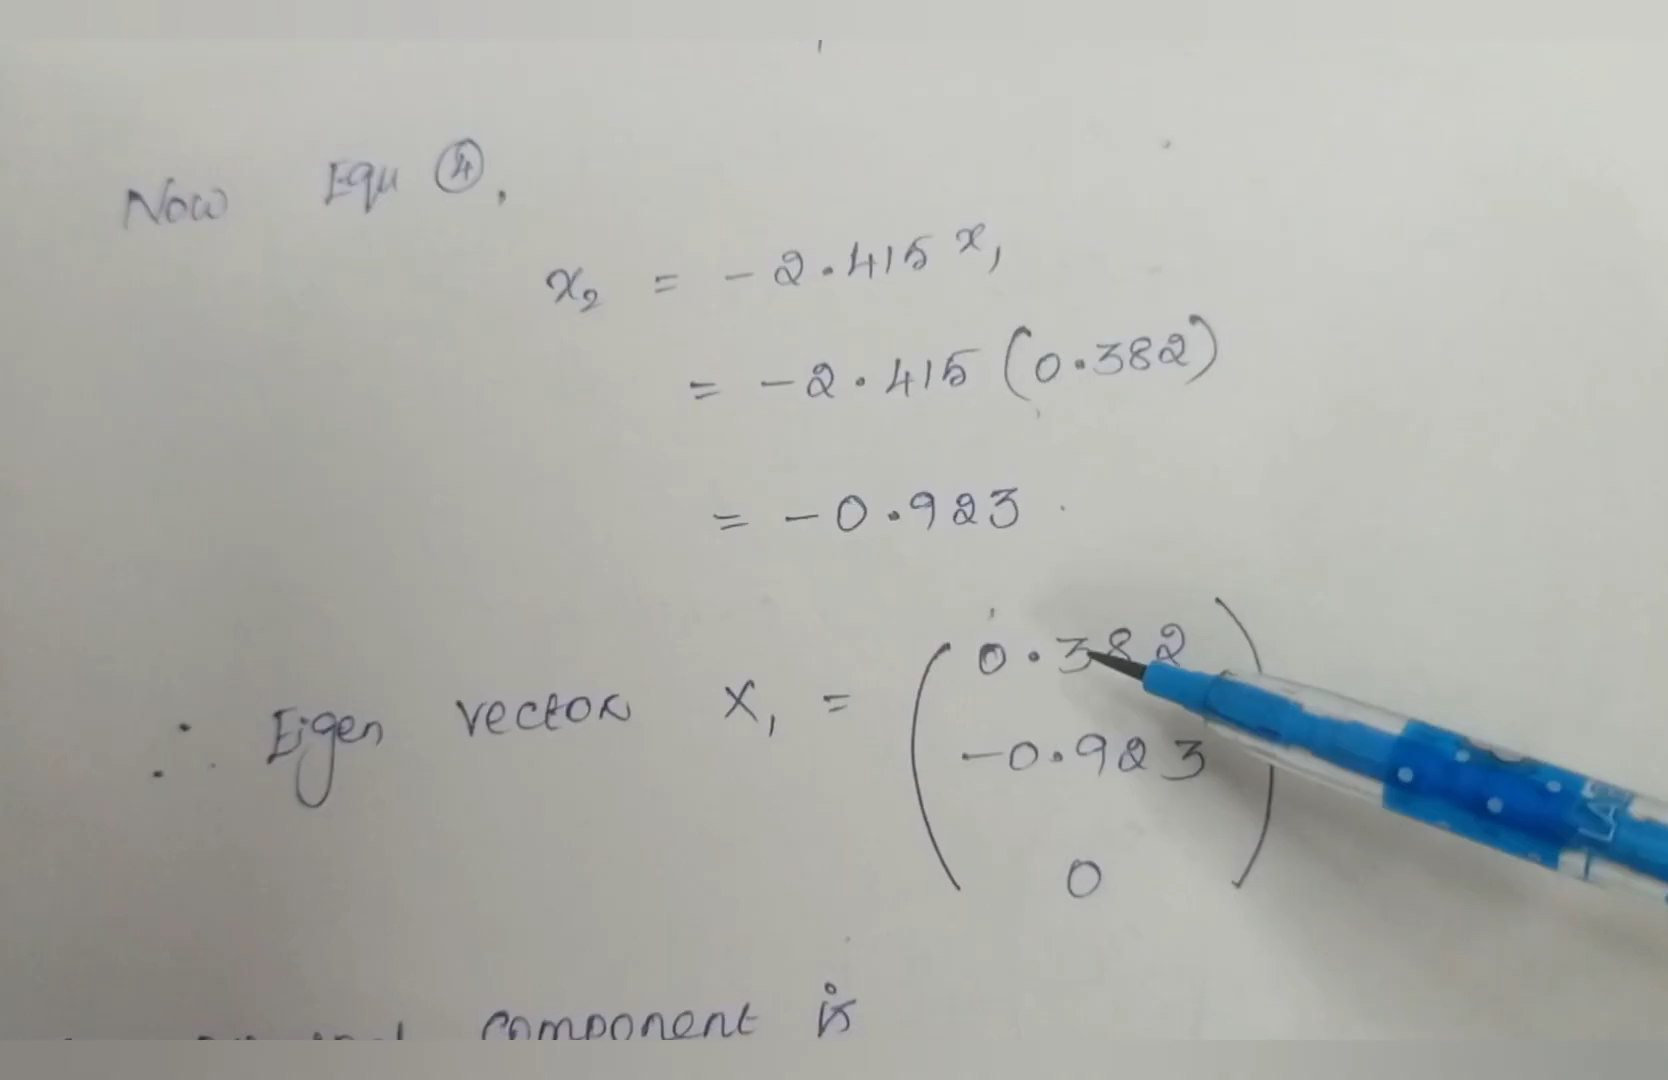 Now Equ ④,
x₂ = -2.415 x₁
= -2.415 (0.382)
= -0.923
∴ Eigen vector X₁ = (0.382
-0.923
0)
component is